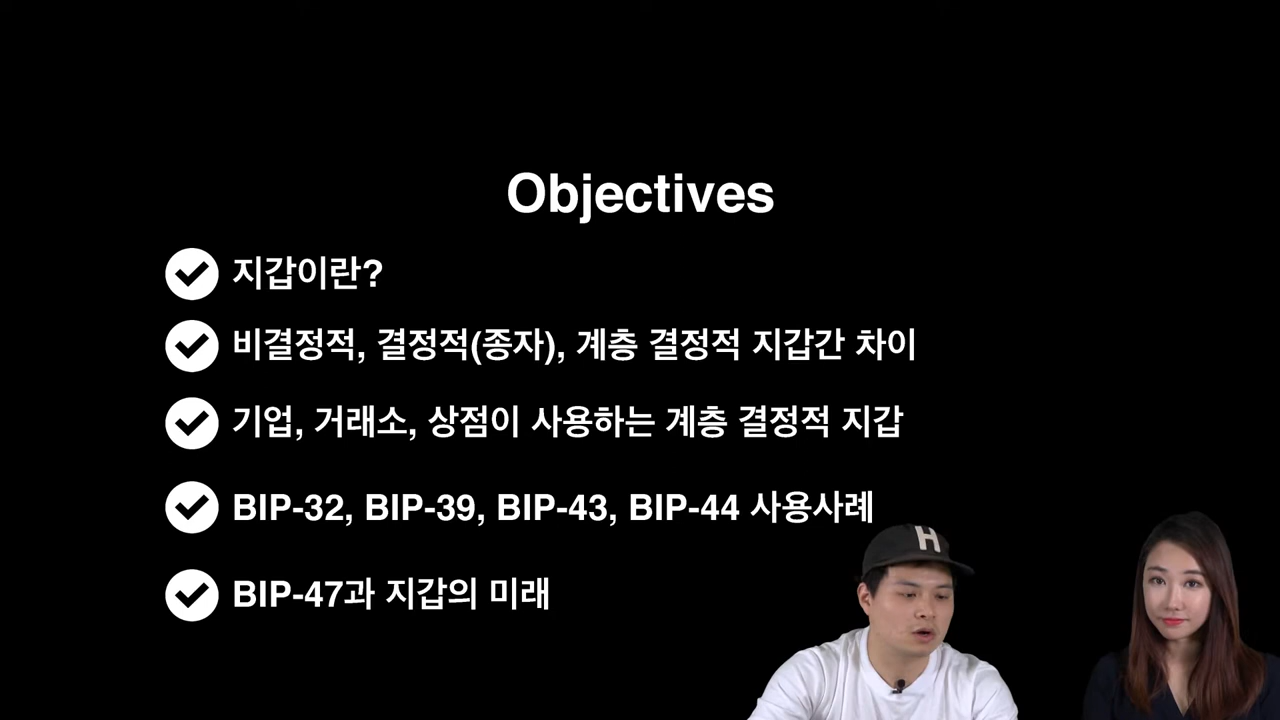 Objectives
지갑이란?
비결정적, 결정적(종자), 계층 결정적 지갑간 차이
기업, 거래소, 상점이 사용하는 계층 결정적 지갑
BIP-32, BIP-39, BIP-43, BIP-44 사용사례
H
BIP-47과 지갑의 미래